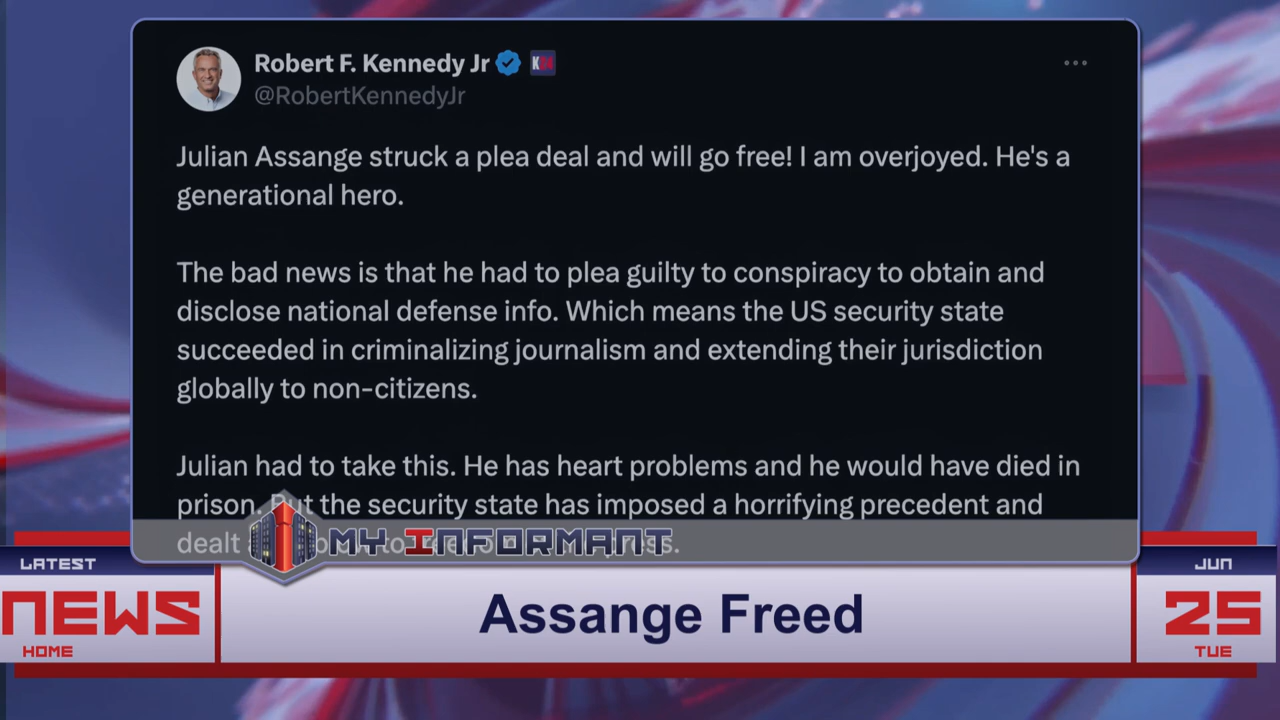 Robert F. Kennedy Jr K24
@RobertKennedyJr
Julian Assange struck a plea deal and will go free! I am overjoyed. He's a
generational hero.
The bad news is that he had to plea guilty to conspiracy to obtain and
disclose national defense info. Which means the US security state
succeeded in criminalizing journalism and extending their jurisdiction
globally to non-citizens.
Julian had to take this. He has heart problems and he would have died in
prison. But the security state has imposed a horrifying precedent and
dealt
MY INFORMANT
LATEST
NEWS
HOME
Assange Freed
JUN
25
TUE